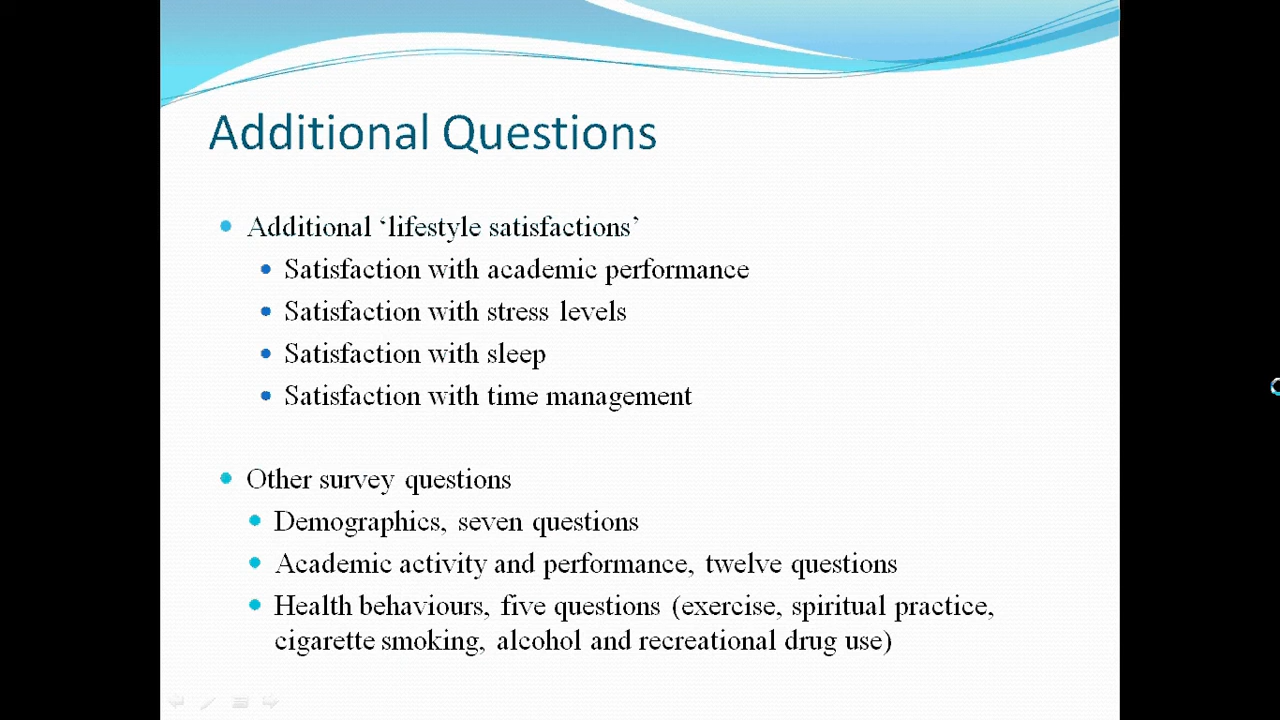 Additional Questions
Additional ‘lifestyle satisfactions’
Satisfaction with academic performance
Satisfaction with stress levels
Satisfaction with sleep
Satisfaction with time management
Other survey questions
Demographics, seven questions
Academic activity and performance, twelve questions
Health behaviours, five questions (exercise, spiritual practice,
cigarette smoking, alcohol and recreational drug use)